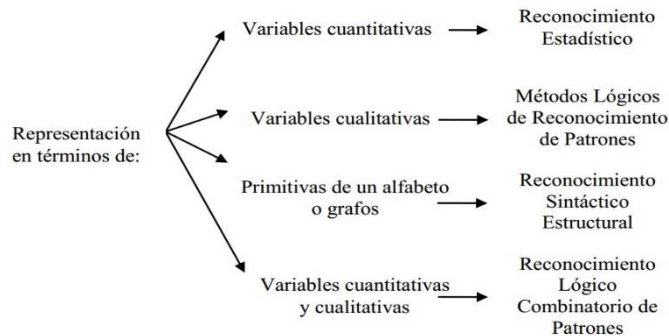 Representación
en términos de:
Variables cuantitativas
Reconocimiento
Estadístico
Variables cualitativas
Métodos Lógicos
de Reconocimiento
de Patrones
Primitivas de un alfabeto
o grafos
Reconocimiento
Sintáctico
Estructural
Variables cuantitativas
y cualitativas
Reconocimiento
Lógico
Combinatorio de
Patrones